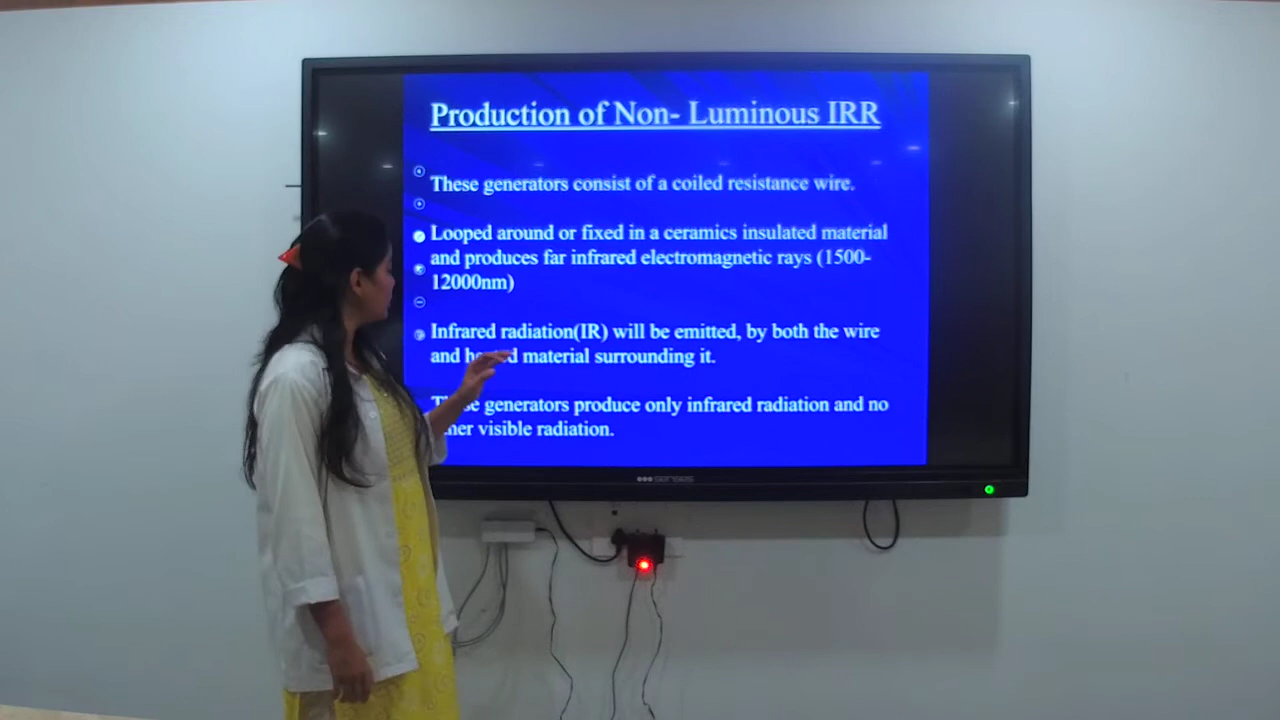 Production of Non- Luminous IRR
These generators consist of a coiled resistance wire.
Looped around or fixed in a ceramics insulated material
and produces far infrared electromagnetic rays (1500-
12000nm)
Infrared radiation(IR) will be emitted, by both the wire
and material surrounding it.
generators produce only infrared radiation and no
visible radiation.